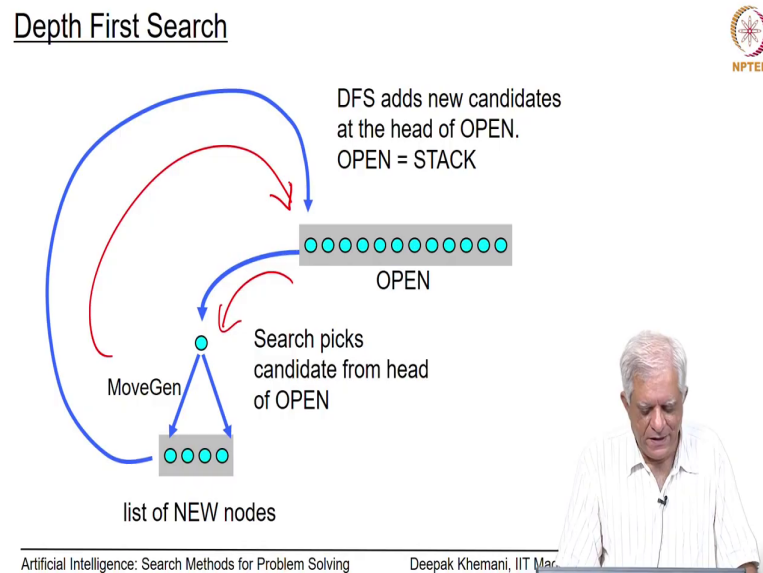 Depth First Search
NPTEL
DFS adds new candidates
at the head of OPEN.
OPEN = STACK
OPEN
Search picks
candidate from head
of OPEN
MoveGen
list of NEW nodes
Artificial Intelligence: Search Methods for Problem Solving
Deepak Khemani, IIT